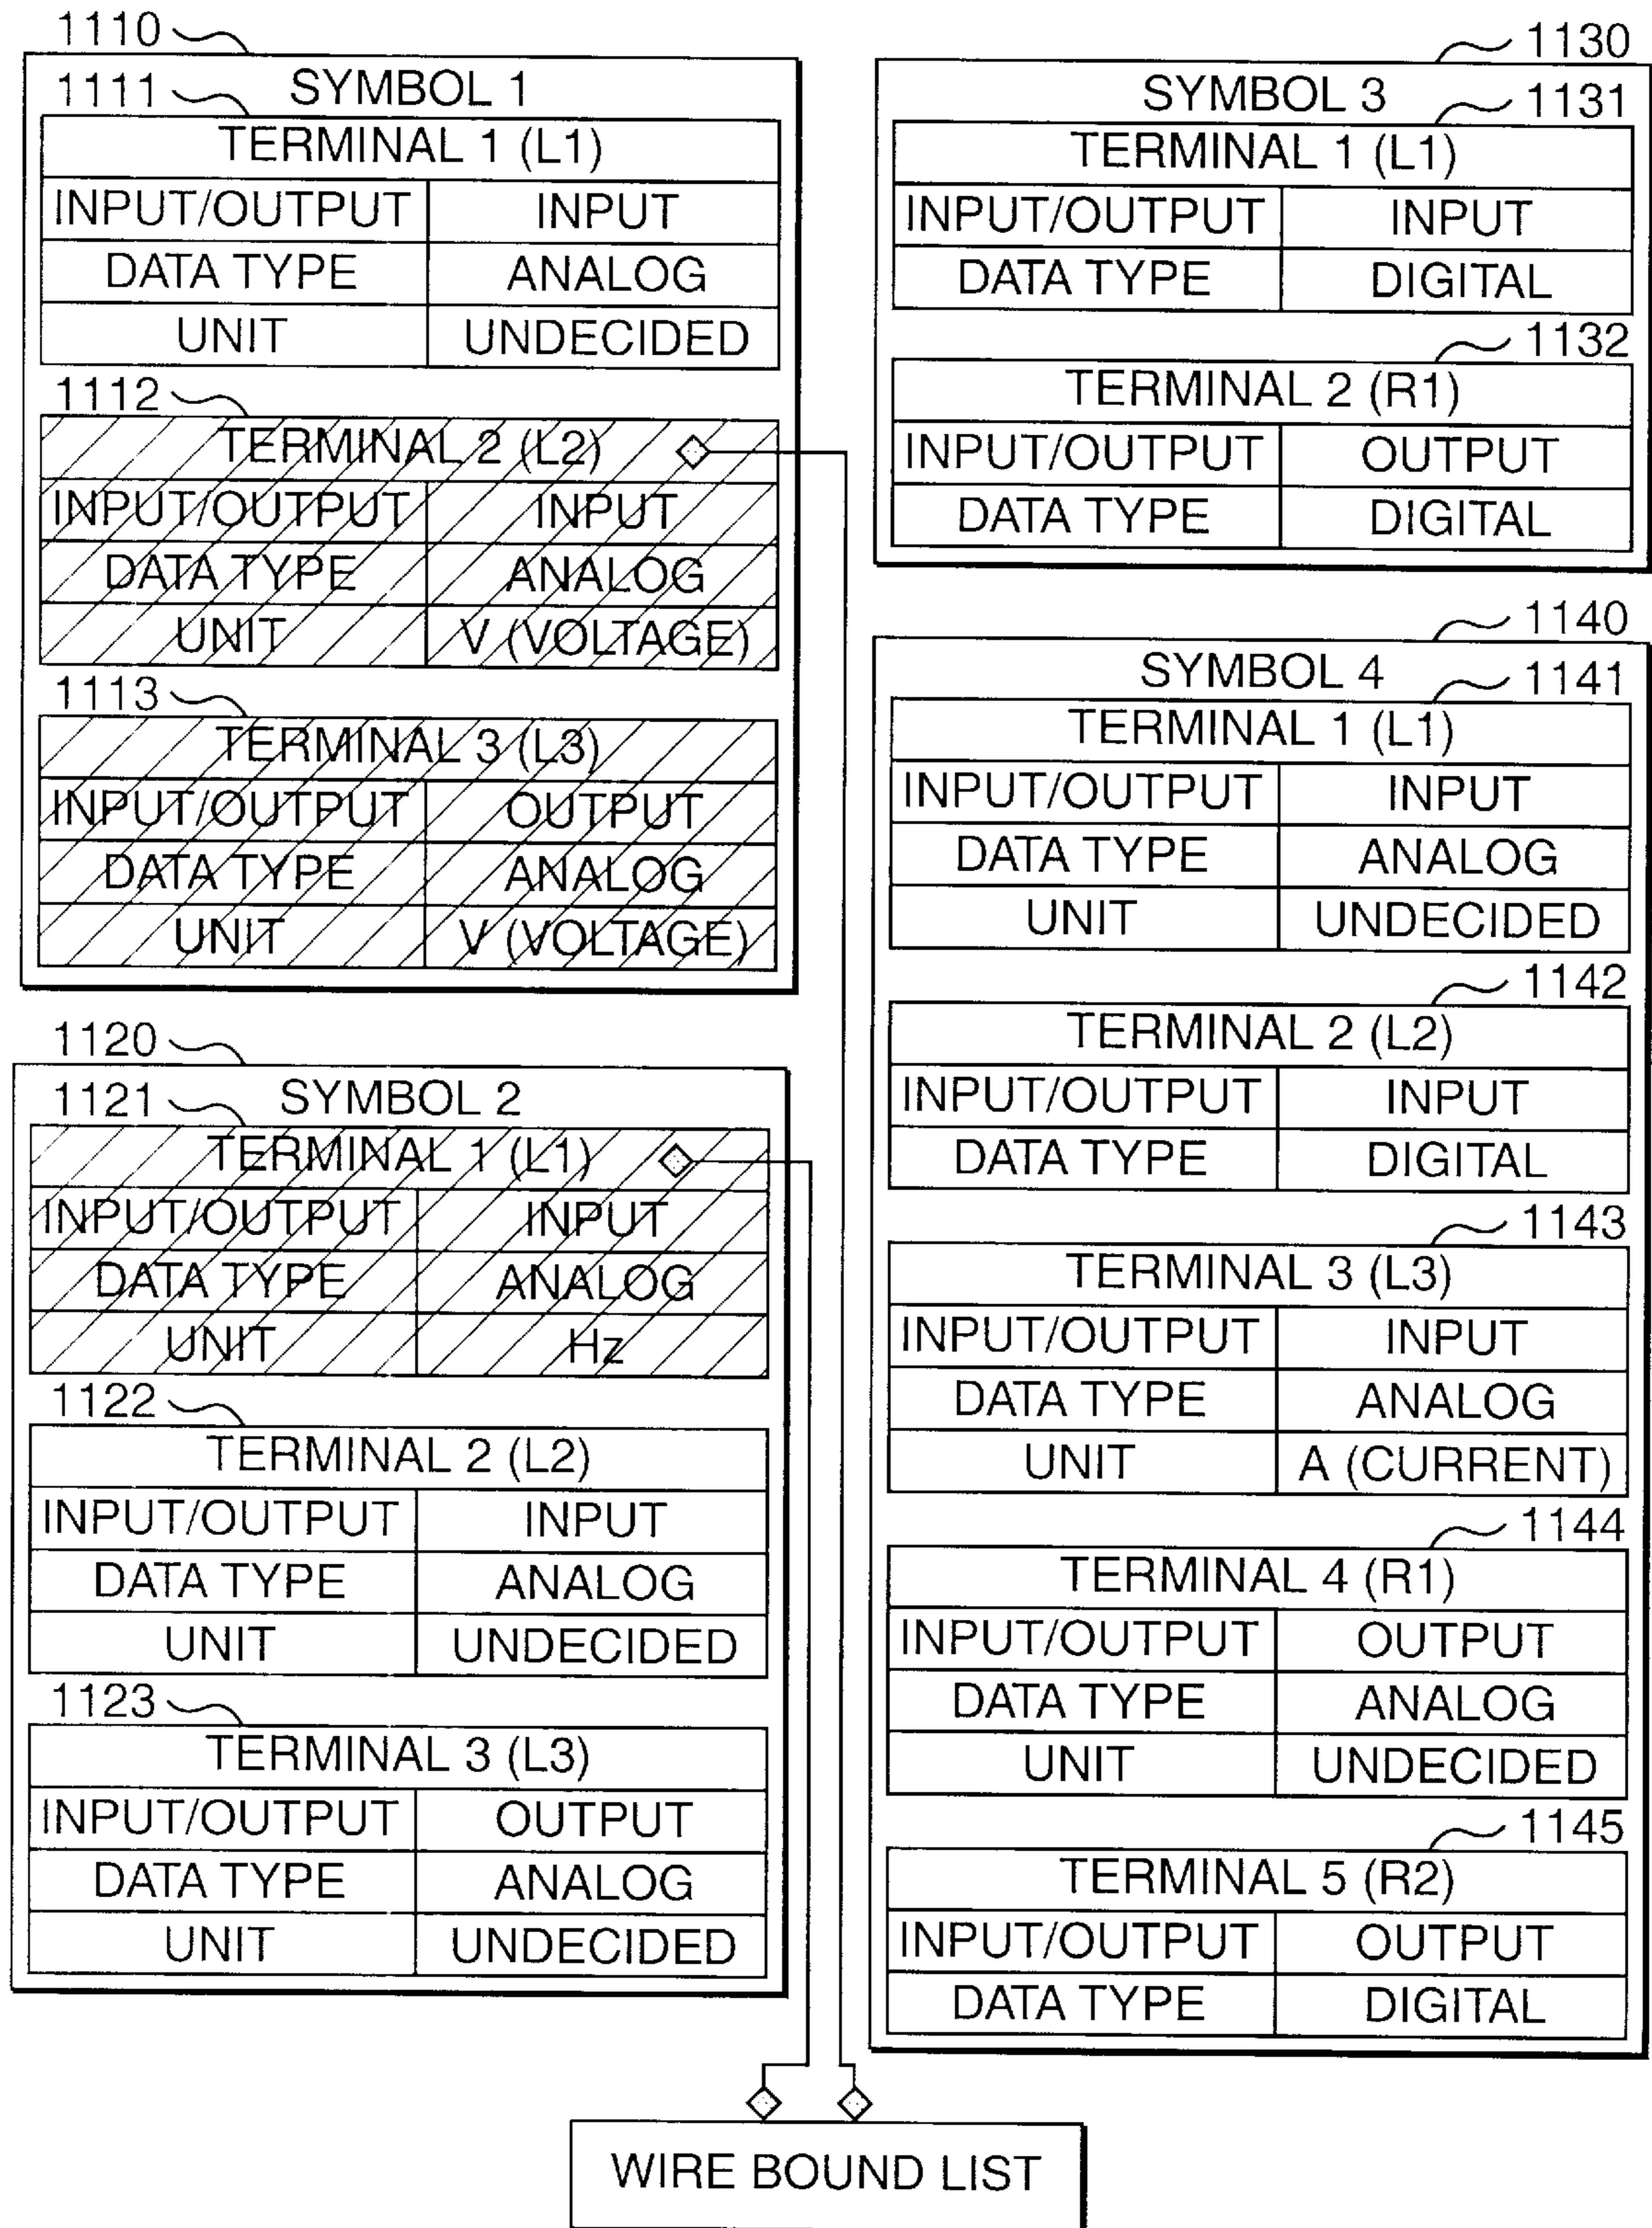 1110
SYMBOL 1
1111
TERMINAL 1 (L1)
INPUT/OUTPUT INPUT
DATA TYPE ANALOG
UNIT UNDECIDED
1112
TERMINAL 2 (L2)
INPUT/OUTPUT INPUT
DATA TYPE ANALOG
UNIT V (VOLTAGE)
1113
TERMINAL 3 (L3)
INPUT/OUTPUT OUTPUT
DATA TYPE ANALOG
UNIT V (VOLTAGE)
1120
SYMBOL 2
1121
TERMINAL 1 (L1)
INPUT/OUTPUT INPUT
DATA TYPE ANALOG
UNIT Hz
1122
TERMINAL 2 (L2)
INPUT/OUTPUT INPUT
DATA TYPE ANALOG
UNIT UNDECIDED
1123
TERMINAL 3 (L3)
INPUT/OUTPUT OUTPUT
DATA TYPE ANALOG
UNIT UNDECIDED
1130
SYMBOL 3
1131
TERMINAL 1 (L1)
INPUT/OUTPUT INPUT
DATA TYPE DIGITAL
1132
TERMINAL 2 (R1)
INPUT/OUTPUT OUTPUT
DATA TYPE DIGITAL
1140
SYMBOL 4
1141
TERMINAL 1 (L1)
INPUT/OUTPUT INPUT
DATA TYPE ANALOG
UNIT UNDECIDED
1142
TERMINAL 2 (L2)
INPUT/OUTPUT INPUT
DATA TYPE DIGITAL
1143
TERMINAL 3 (L3)
INPUT/OUTPUT INPUT
DATA TYPE ANALOG
UNIT A (CURRENT)
1144
TERMINAL 4 (R1)
INPUT/OUTPUT OUTPUT
DATA TYPE ANALOG
UNIT UNDECIDED
1145
TERMINAL 5 (R2)
INPUT/OUTPUT OUTPUT
DATA TYPE DIGITAL
WIRE BOUND LIST